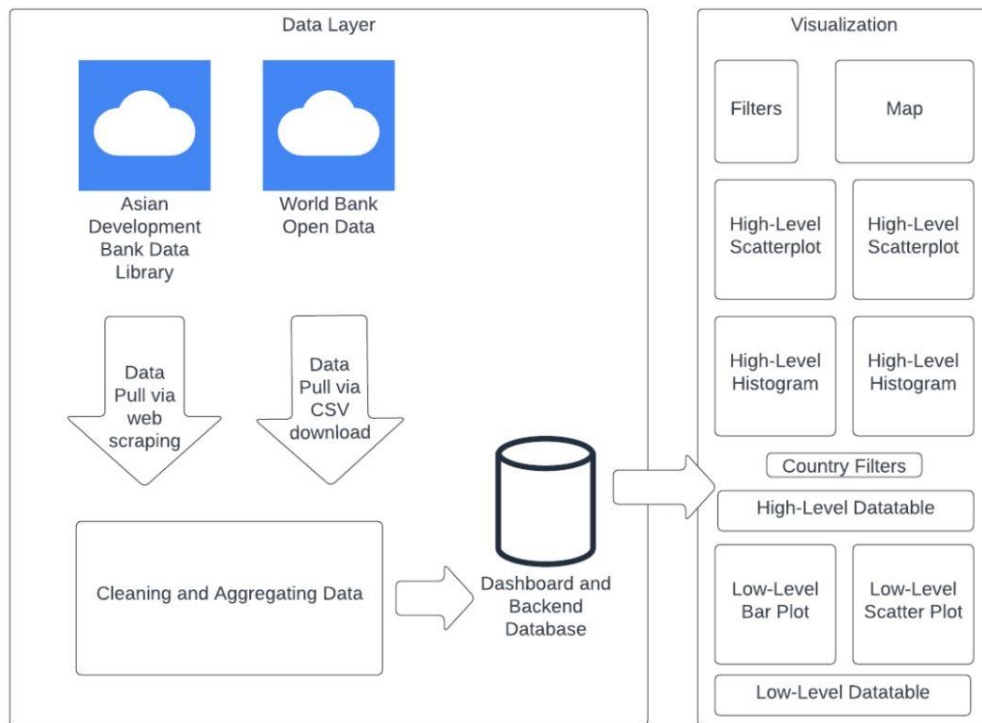 Data Layer
Asian
Development
Bank Data
Library
World Bank
Open Data
Data
Pull via
web
scraping
Data
Pull via
CSV
download
Cleaning and Aggregating Data
Dashboard and
Backend
Database
Visualization
Filters
Map
High-Level
Scatterplot
High-Level
Scatterplot
High-Level
Histogram
High-Level
Histogram
Country Filters
High-Level Datatable
Low-Level
Bar Plot
Low-Level
Scatter Plot
Low-Level Datatable